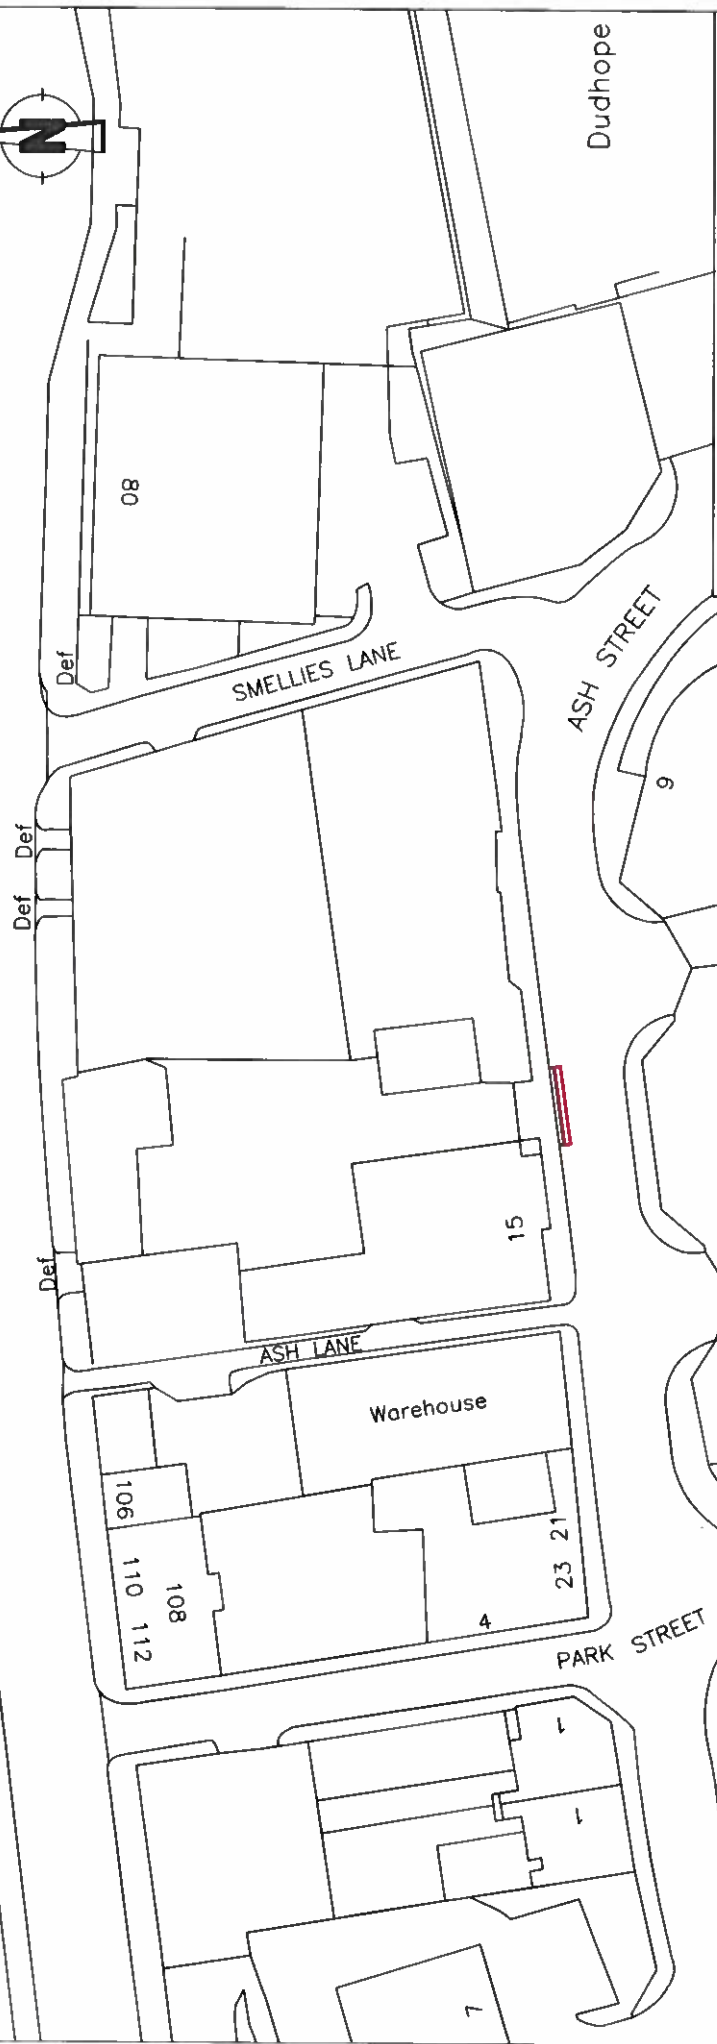 Dudhope
N
80
Def
SMELLIES LANE
ASH STREET
9
Def
Def
15
Def
ASH LANE
Warehouse
106
21
23
110
108
112
4
PARK STREET
1
1
7